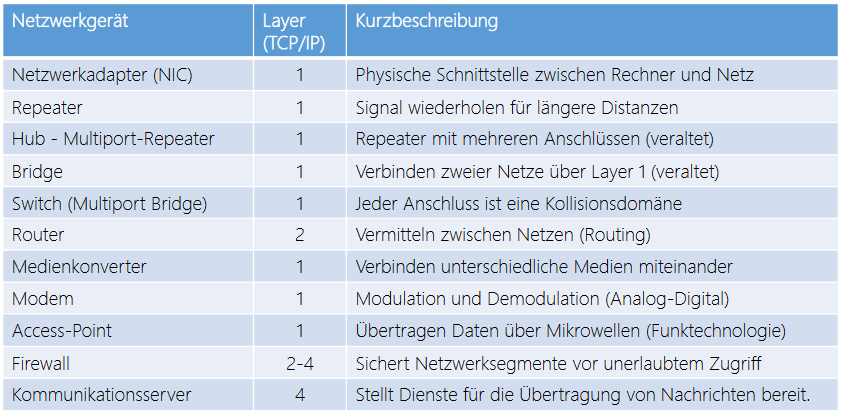 Netzwerkgerät Layer (TCP/IP) Kurzbeschreibung
Netzwerkadapter (NIC) 1 Physische Schnittstelle zwischen Rechner und Netz
Repeater 1 Signal wiederholen für längere Distanzen
Hub - Multiport-Repeater 1 Repeater mit mehreren Anschlüssen (veraltet)
Bridge 1 Verbinden zweier Netze über Layer 1 (veraltet)
Switch (Multiport Bridge) 1 Jeder Anschluss ist eine Kollisionsdomäne
Router 2 Vermitteln zwischen Netzen (Routing)
Medienkonverter 1 Verbinden unterschiedliche Medien miteinander
Modem 1 Modulation und Demodulation (Analog-Digital)
Access-Point 1 Übertragen Daten über Mikrowellen (Funktechnologie)
Firewall 2-4 Sichert Netzwerksegmente vor unerlaubtem Zugriff
Kommunikationsserver 4 Stellt Dienste für die Übertragung von Nachrichten bereit.